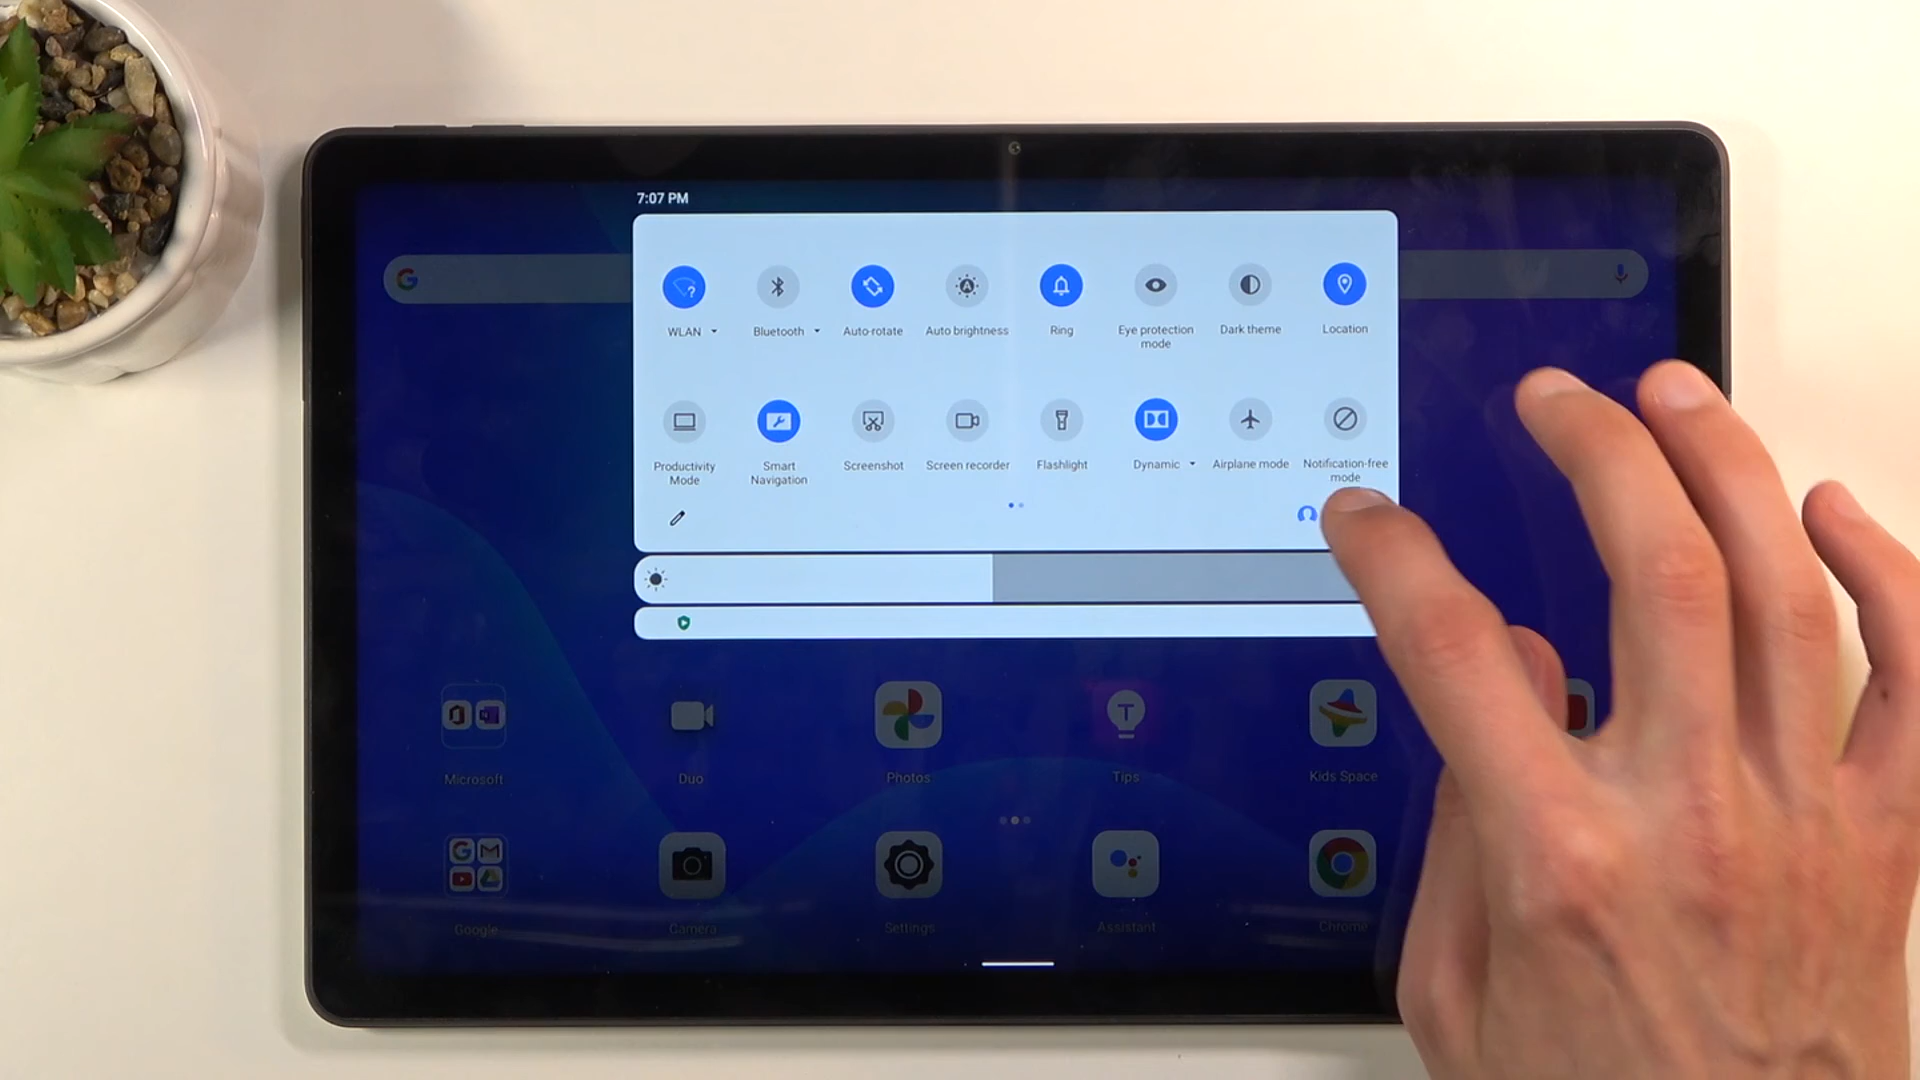 7:07 PM
WLAN
Bluetooth
Auto-rotate
Auto brightness
Ring
Eye protection
mode
Dark theme
Location
Productivity
Mode
Smart
Navigation
Screenshot
Screen recorder
Flashlight
Dynamic
Airplane mode
Notification-free
mode
Microsoft
Duo
Photos
Tips
Kids Space
Google
Camera
Settings
Assistant
Chrome